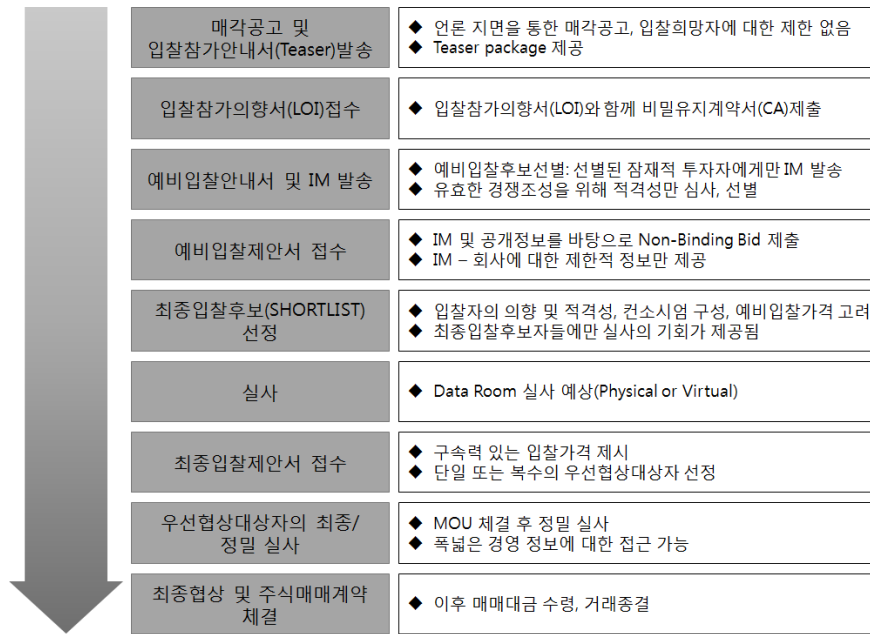 매각공고 및
입찰참가안내서(Teaser)발송
◆ 언론 지면을 통한 매각공고, 입찰희망자에 대한 제한 없음
◆ Teaser package 제공
입찰참가의향서(LOI)접수
◆ 입찰참가의향서(LOI)와 함께 비밀유지계약서(CA)제출
예비입찰안내서 및 IM 발송
◆ 예비입찰후보선별: 선별된 잠재적 투자자에게만 IM 발송
◆ 유효한 경쟁조성을 위해 적격성만 심사, 선별
예비입찰제안서 접수
◆ IM 및 공개정보를 바탕으로 Non-Binding Bid 제출
◆ IM – 회사에 대한 제한적 정보만 제공
최종입찰후보(SHORTLIST)
선정
◆ 입찰자의 의향 및 적격성, 컨소시엄 구성, 예비입찰가격 고려
◆ 최종입찰후보자들에만 실사의 기회가 제공됨
실사
◆ Data Room 실사 예상(Physical or Virtual)
최종입찰제안서 접수
◆ 구속력 있는 입찰가격 제시
◆ 단일 또는 복수의 우선협상대상자 선정
우선협상대상자의 최종/
정밀 실사
◆ MOU 체결 후 정밀 실사
◆ 폭넓은 경영 정보에 대한 접근 가능
최종협상 및 주식매매계약
체결
◆ 이후 매매대금 수령, 거래종결